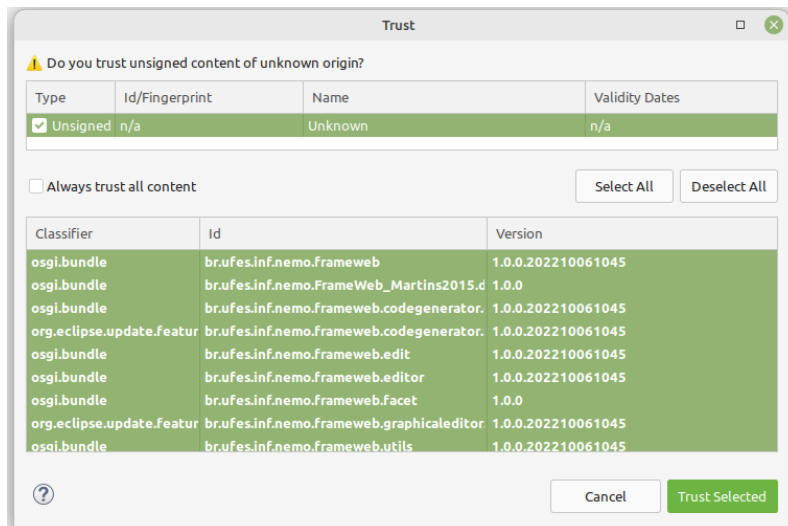 Trust
Do you trust unsigned content of unknown origin?
Type Id/Fingerprint Name Validity Dates
Unsigned n/a Unknown n/a
Always trust all content Select All Deselect All
Classifier Id Version
osgi.bundle br.ufes.inf.nemo.frameweb 1.0.0.202210061045
osgi.bundle br.ufes.inf.nemo.FrameWeb_Martins2015.d 1.0.0
osgi.bundle br.ufes.inf.nemo.frameweb.codegenerator. 1.0.0.202210061045
org.eclipse.update.featur br.ufes.inf.nemo.frameweb.codegenerator. 1.0.0.202210061045
osgi.bundle br.ufes.inf.nemo.frameweb.edit 1.0.0.202210061045
osgi.bundle br.ufes.inf.nemo.frameweb.editor 1.0.0.202210061045
osgi.bundle br.ufes.inf.nemo.frameweb.facet 1.0.0
org.eclipse.update.featur br.ufes.inf.nemo.frameweb.graphicaleditor. 1.0.0.202210061045
osgi.bundle br.ufes.inf.nemo.frameweb.utils 1.0.0.202210061045
Cancel Trust Selected